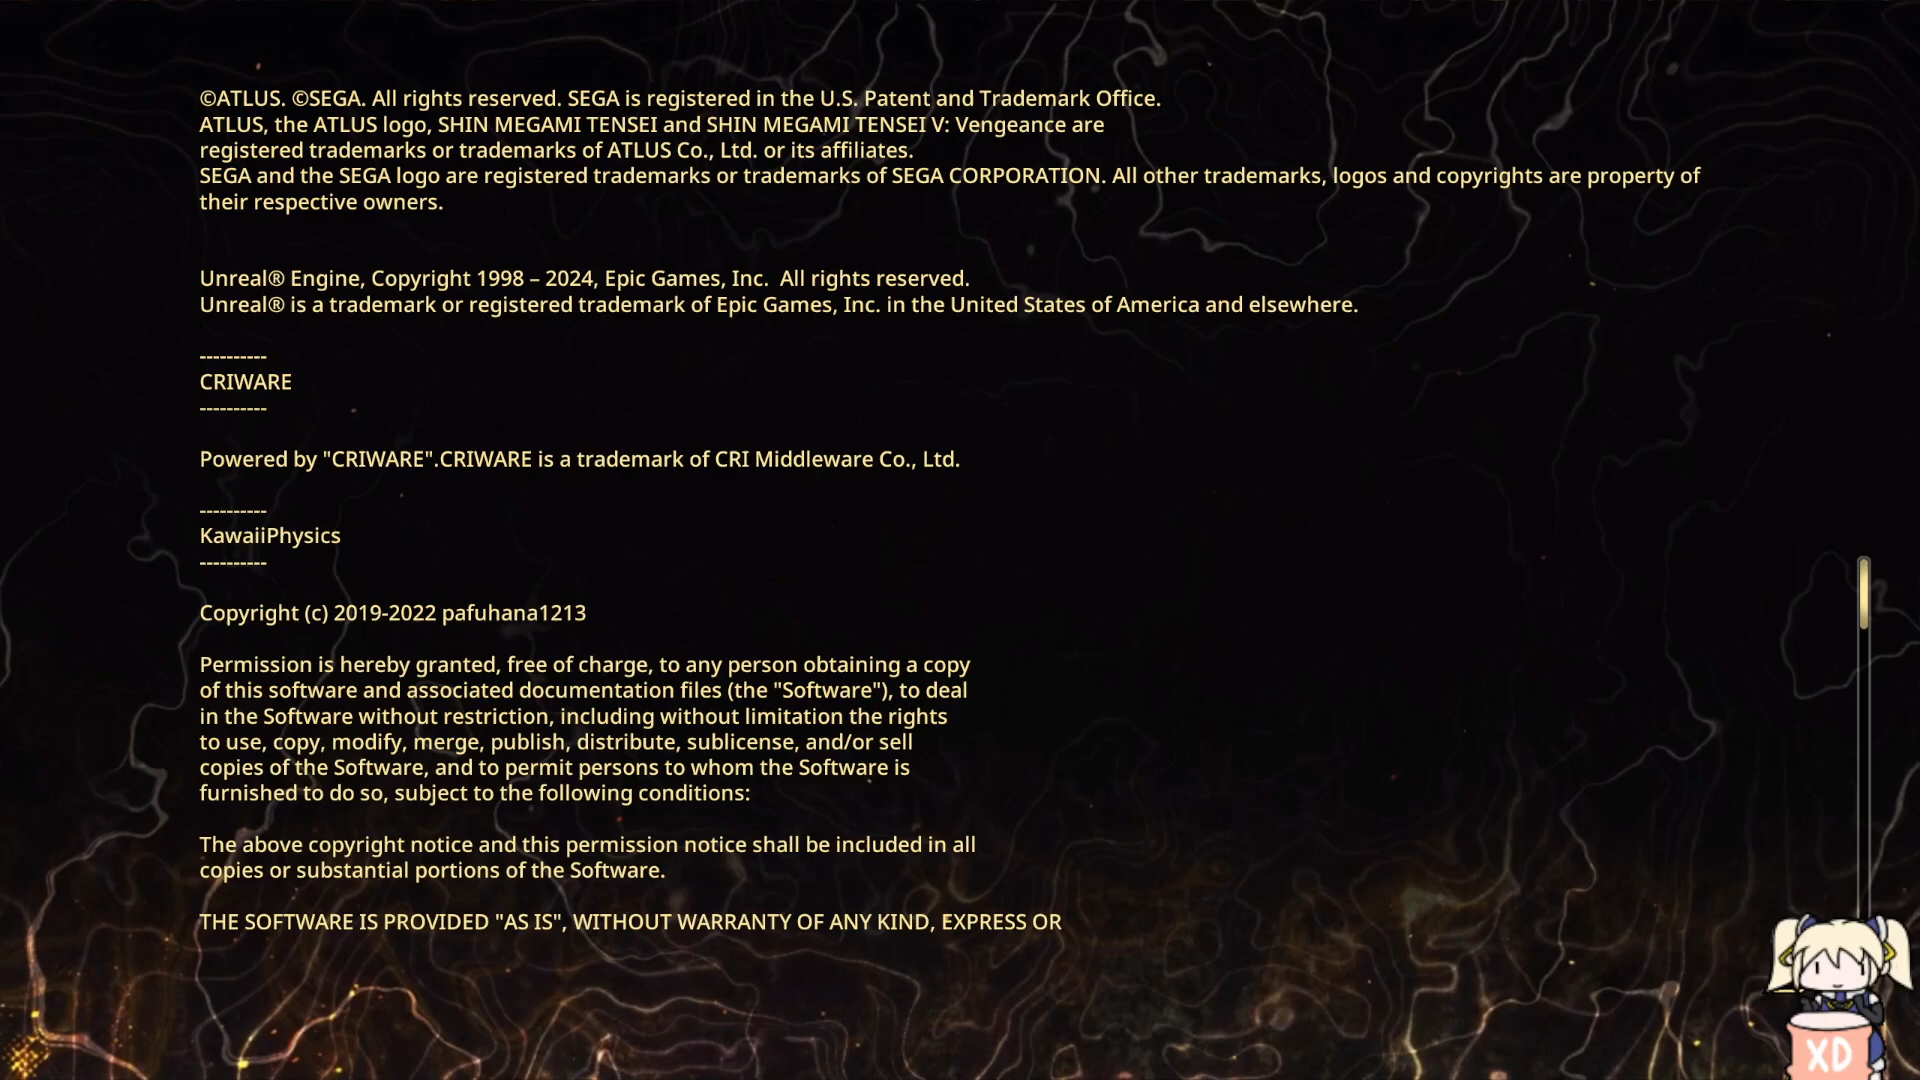 ©ATLUS. ©SEGA. All rights reserved. SEGA is registered in the U.S. Patent and Trademark Office.
ATLUS, the ATLUS logo, SHIN MEGAMI TENSEI and SHIN MEGAMI TENSEI V: Vengeance are
registered trademarks or trademarks of ATLUS Co., Ltd. or its affiliates.
SEGA and the SEGA logo are registered trademarks or trademarks of SEGA CORPORATION. All other trademarks, logos and copyrights are property of
their respective owners.
Unreal® Engine, Copyright 1998 – 2024, Epic Games, Inc.  All rights reserved.
Unreal® is a trademark or registered trademark of Epic Games, Inc. in the United States of America and elsewhere.
----------
CRIWARE
----------
Powered by "CRIWARE".CRIWARE is a trademark of CRI Middleware Co., Ltd.
----------
KawaiiPhysics
----------
Copyright (c) 2019-2022 pafuhana1213
Permission is hereby granted, free of charge, to any person obtaining a copy
of this software and associated documentation files (the "Software"), to deal
in the Software without restriction, including without limitation the rights
to use, copy, modify, merge, publish, distribute, sublicense, and/or sell
copies of the Software, and to permit persons to whom the Software is
furnished to do so, subject to the following conditions:
The above copyright notice and this permission notice shall be included in all
copies or substantial portions of the Software.
THE SOFTWARE IS PROVIDED "AS IS", WITHOUT WARRANTY OF ANY KIND, EXPRESS OR
XD